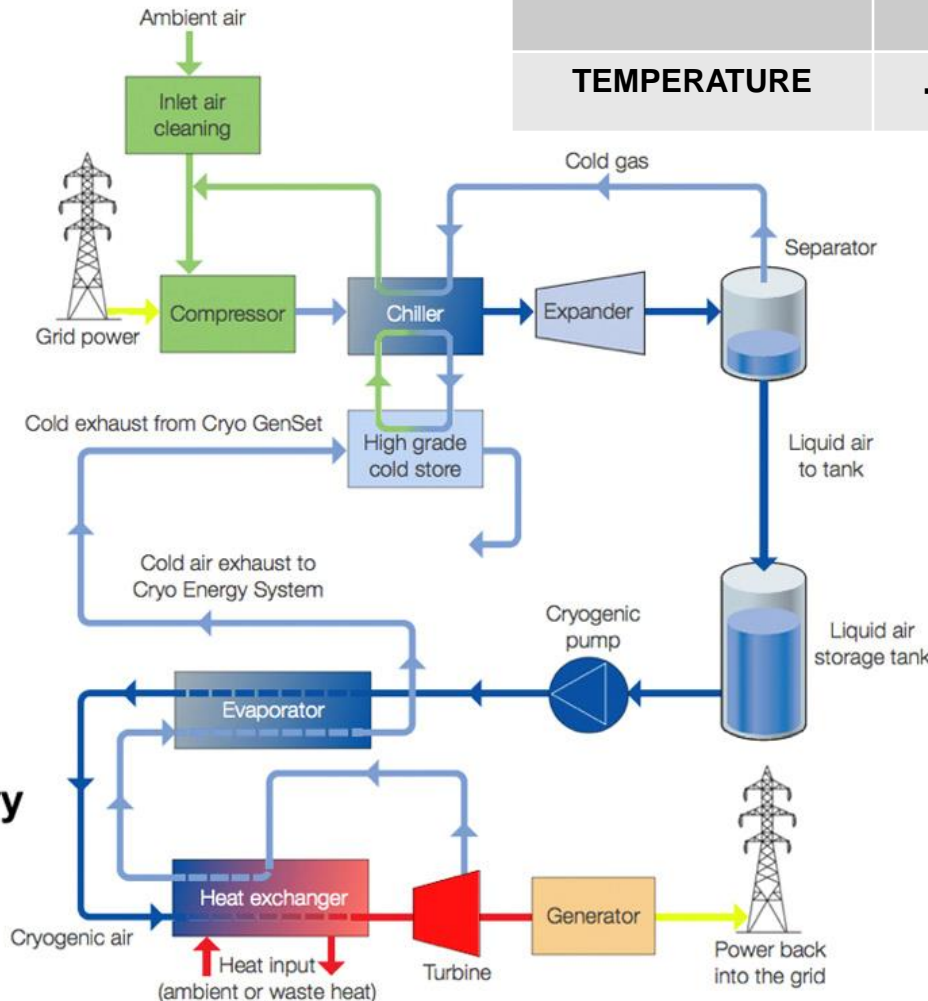 Ambient air
TEMPERATURE
Inlet air
cleaning
Cold gas
Separator
Compressor
Chiller
Expander
Grid power
Cold exhaust from Cryo GenSet
High grade
cold store
Liquid air
to tank
Cold air exhaust to
Cryo Energy System
Cryogenic
pump
Liquid air
storage tank
Evaporator
Heat exchanger
Generator
Cryogenic air
Heat input
(ambient or waste heat)
Turbine
Power back
into the grid